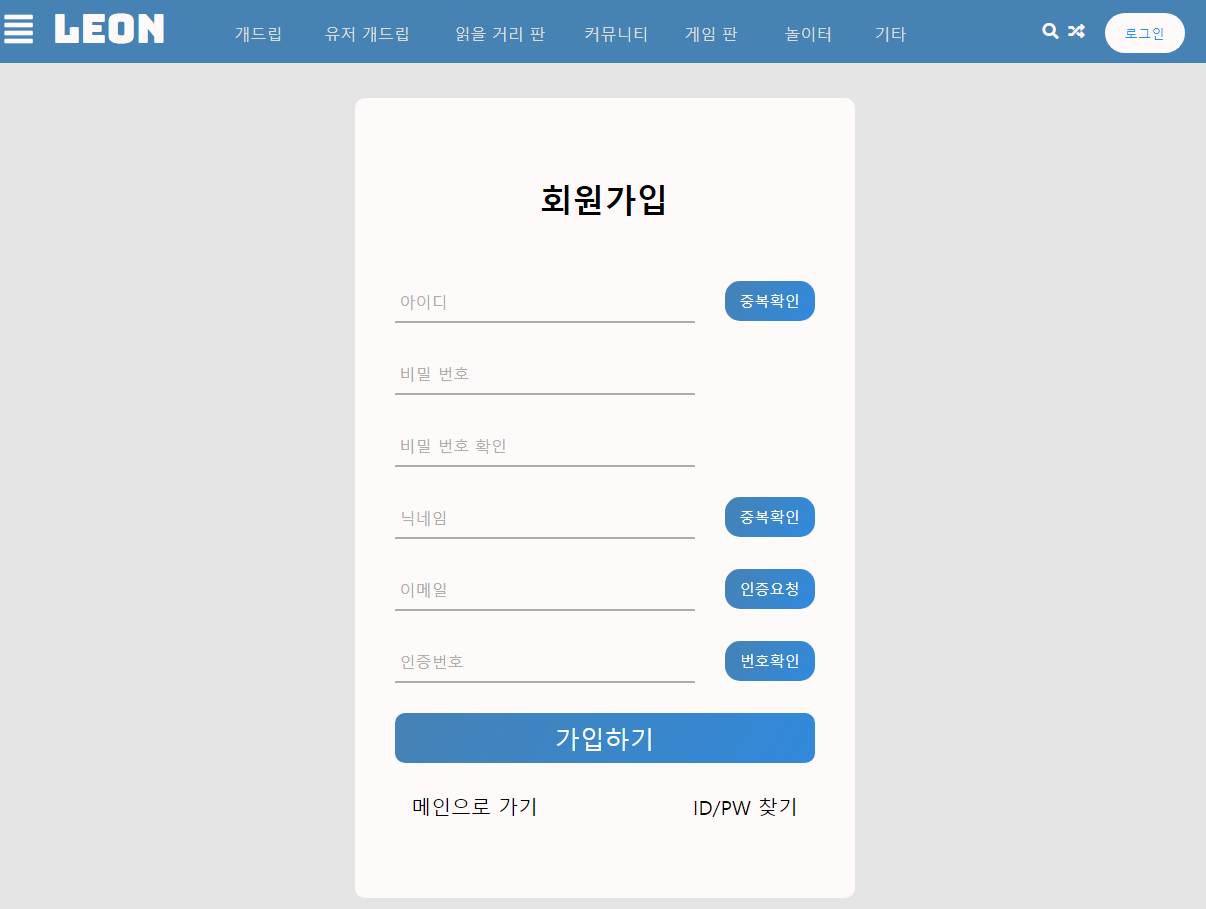 LEON 개드립 유저 개드립 읽을 거리 판 커뮤니티 게임 판 놀이터 기타 로그인
회원가입
아이디 중복확인
비밀 번호
비밀 번호 확인
닉네임 중복확인
이메일 인증요청
인증번호 번호확인
가입하기
메인으로 가기 ID/PW 찾기